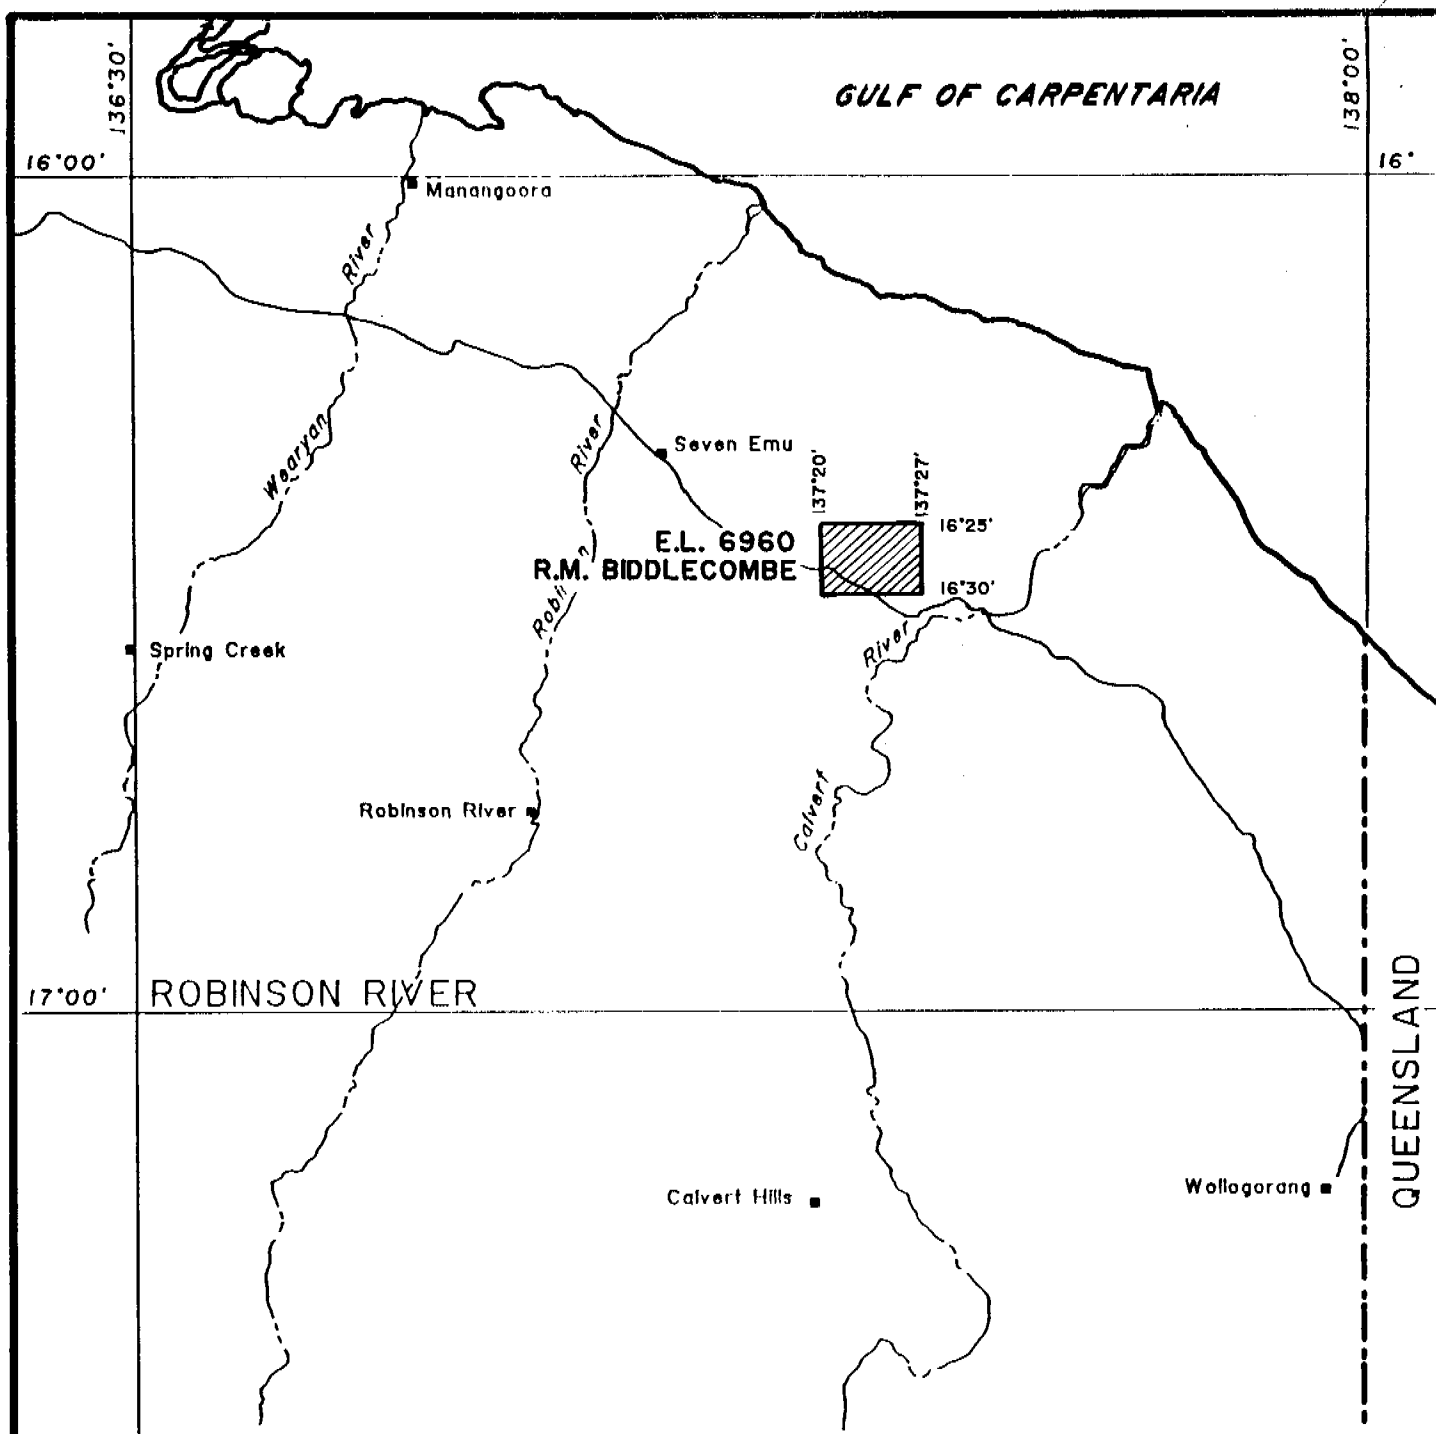 136°30'
GULF OF CARPENTARIA
138°00'
16°00'
16°
Manangoora
River
Wearyan
River
Seven Emu
137°20'
137°27'
16°25'
E.L. 6960
R.M. BIDDLECOMBE
16°30'
River
Spring Creek
Calvert
Robinson River
17°00'
ROBINSON RIVER
QUEENSLAND
Calvert Hills
Wollogorang